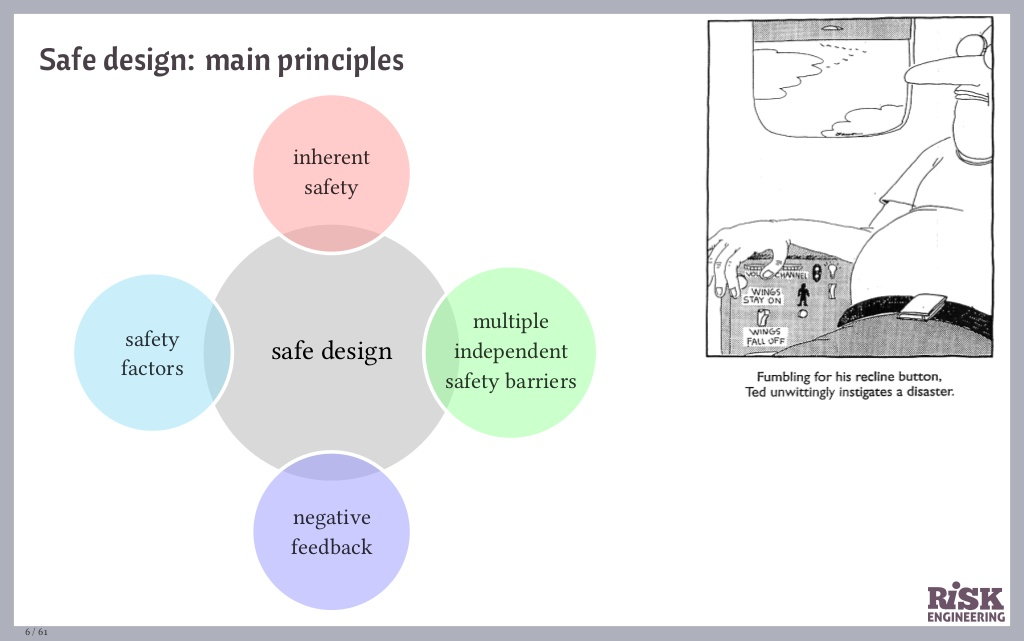 Safe design: main principles
inherent
safety
safety
factors
safe design
multiple
independent
safety barriers
negative
feedback
CHANNEL
WINGS
STAY ON
WINGS
FALL OFF
Fumbling for his recline button,
Ted unwittingly instigates a disaster.
RiSK
ENGINEERING
6 / 61